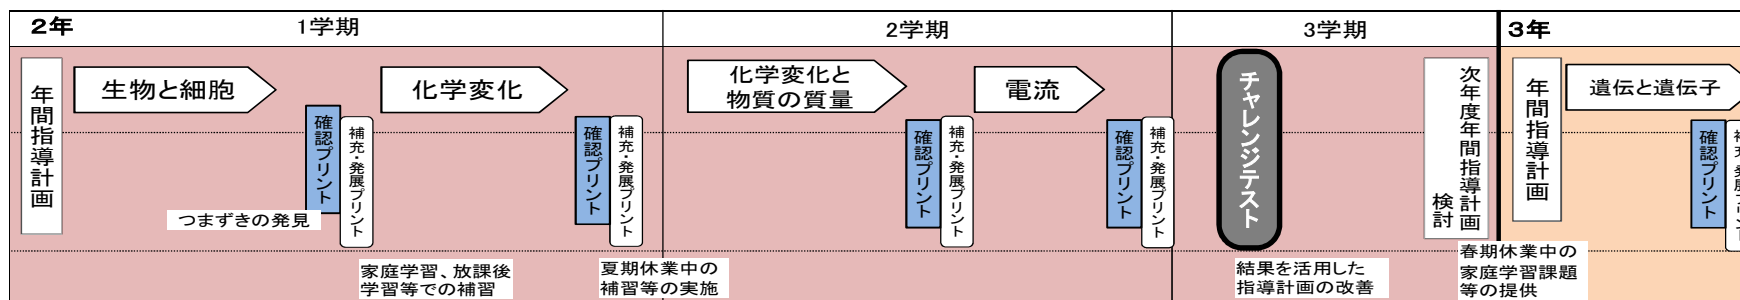 ２年
1学期
2学期
3学期
３年
年間指導計画
生物と細胞
確認プリント
補充・発展プリント
つまずきの発見
家庭学習、放課後
学習等での補習
化学変化
確認プリント
補充・発展プリント
夏期休業中の
補習等の実施
化学変化と
物質の質量
確認プリント
補充・発展プリント
電流
確認プリント
補充・発展プリント
チャレンジテスト
結果を活用した
指導計画の改善
次年度年間指導計画
検討
春期休業中の
家庭学習課題
等の提供
年間指導計画
遺伝と遺伝子
確認プリント
補充・発展プリント